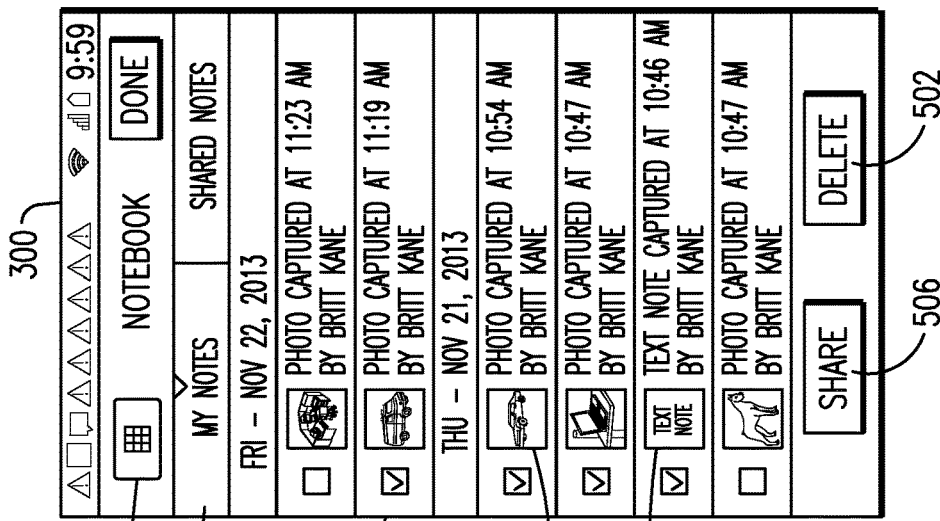 300
9:59
NOTEBOOK
DONE
MY NOTES
SHARED NOTES
FRI - NOV 22, 2013
PHOTO CAPTURED AT 11:23 AM
BY BRITT KANE
PHOTO CAPTURED AT 11:19 AM
BY BRITT KANE
THU - NOV 21, 2013
PHOTO CAPTURED AT 10:54 AM
BY BRITT KANE
PHOTO CAPTURED AT 10:47 AM
BY BRITT KANE
TEXT
NOTE
TEXT NOTE CAPTURED AT 10:46 AM
BY BRITT KANE
PHOTO CAPTURED AT 10:47 AM
BY BRITT KANE
SHARE
DELETE
506
502